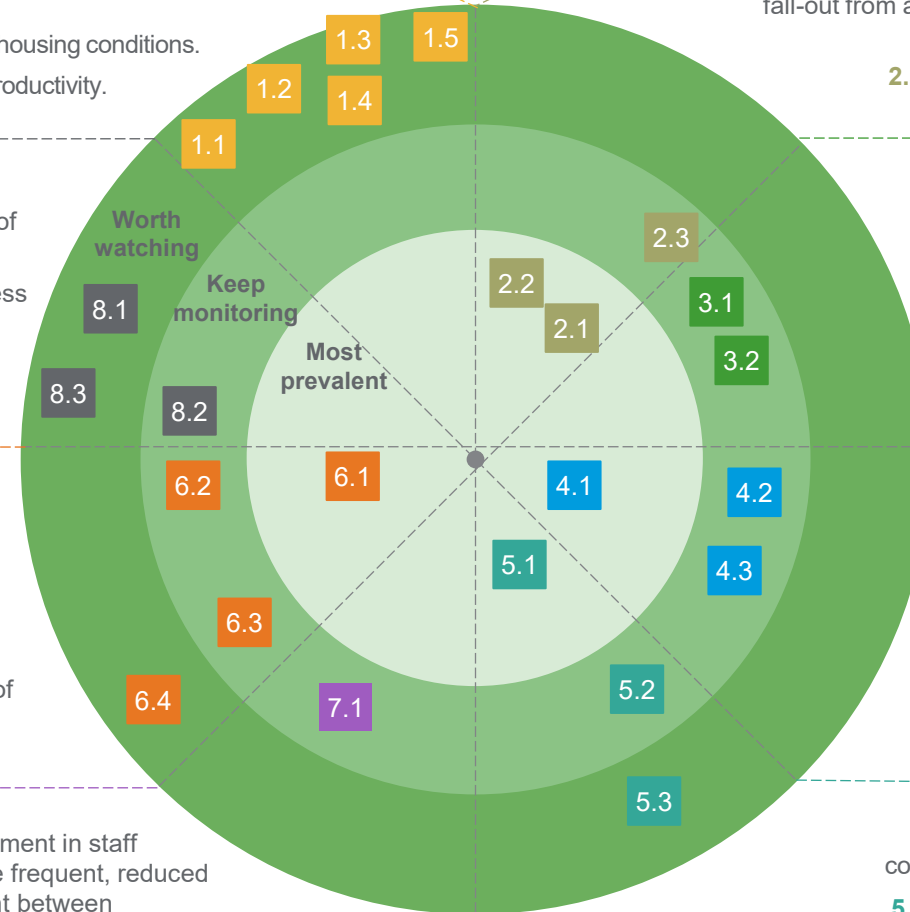 fall-out from a
housing conditions.
roductivity.
2.
1.3
1.5
1.2
1.4
1.1
of
Worth
watching
ess
Keep
monitoring
Most
prevalent
8.1
8.3
8.2
2.3
2.2
2.1
3.1
3.2
6.2
6.1
4.1
4.2
5.1
4.3
6.3
6.4
of
7.1
5.2
5.3
ment in staff
e frequent, reduced
nt between
co
5